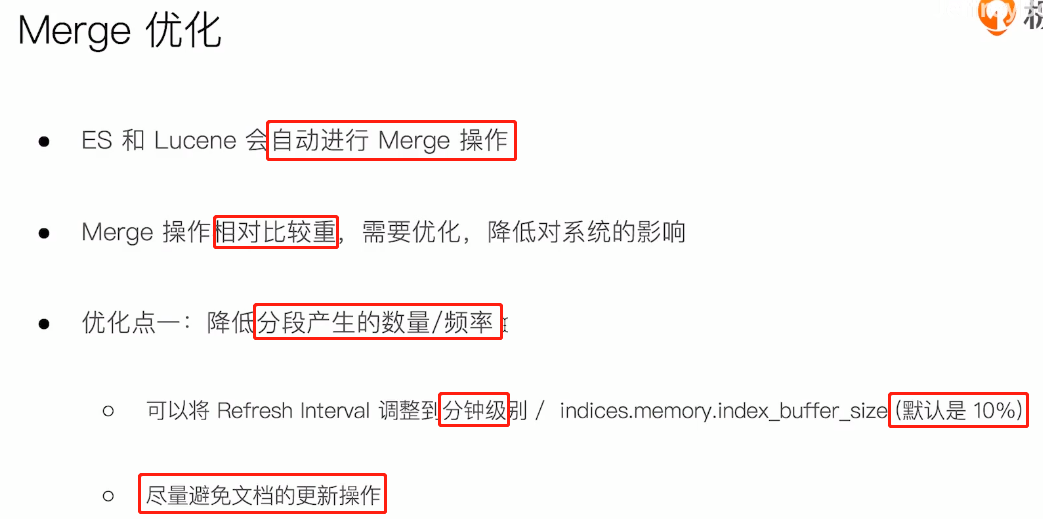 Merge 优化
ES 和 Lucene 会自动进行 Merge 操作
Merge 操作相对比较重，需要优化，降低对系统的影响
优化点一：降低分段产生的数量/频率
可以将 Refresh Interval 调整到分钟级别 / indices.memory.index_buffer_size (默认是 10%)
尽量避免文档的更新操作